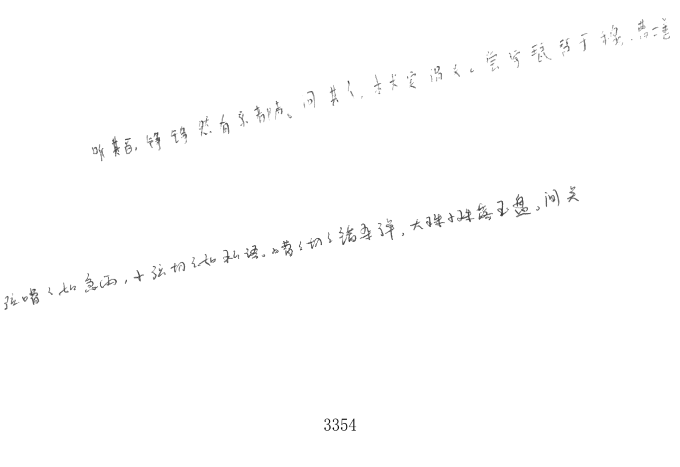 听其音,铮铮然有京都声。问其人,本长安倡女。尝学琵琶于穆、曹二善
弦嘈嘈如急雨,小弦切切如私语。嘈嘈切切错杂弹,大珠小珠落玉盘。间关
3354